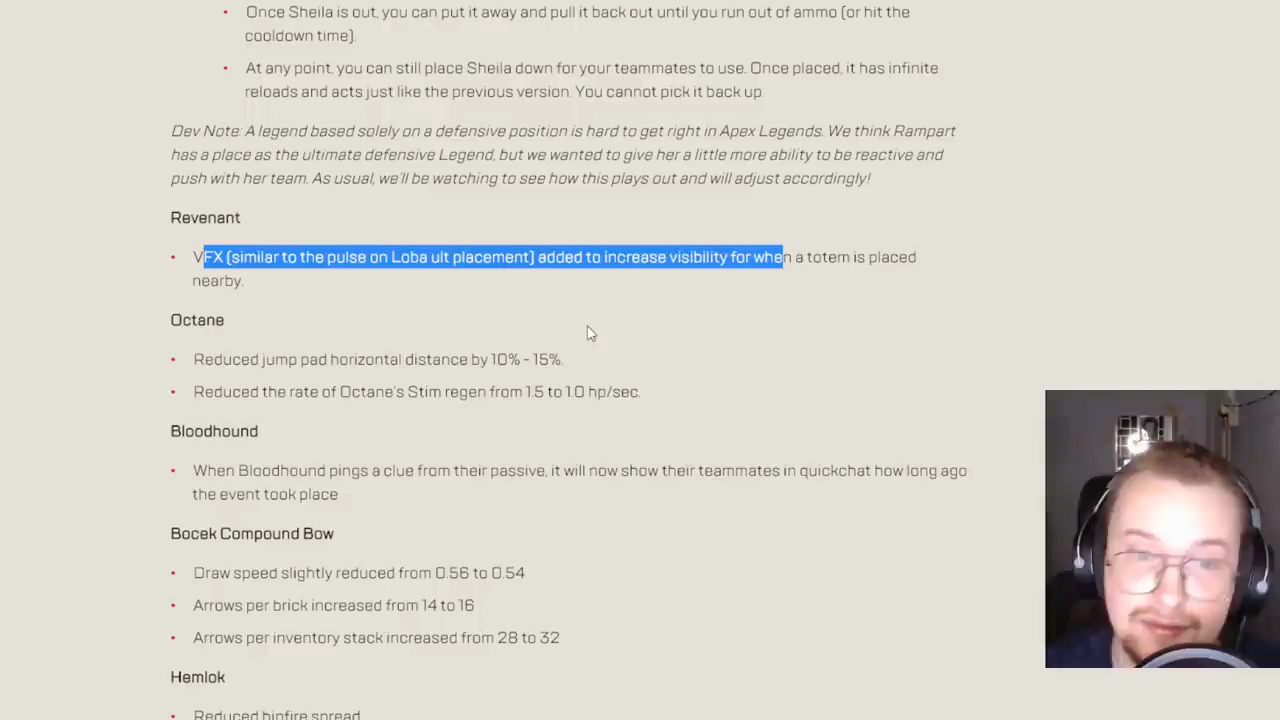 Once Sheila is out, you can put it away and pull it back out until you run out of ammo (or hit the
cooldown time).
At any point, you can still place Sheila down for your teammates to use. Once placed, it has infinite
reloads and acts just like the previous version. You cannot pick it back up.
Dev Note: A legend based solely on a defensive position is hard to get right in Apex Legends. We think Rampart
has a place as the ultimate defensive Legend, but we wanted to give her a little more ability to be reactive and
push with her team. As usual, we'll be watching to see how this plays out and will adjust accordingly!
Revenant
VFX (similar to the pulse on Loba ult placement) added to increase visibility for when a totem is placed
nearby.
Octane
Reduced jump pad horizontal distance by 10% - 15%.
Reduced the rate of Octane's Stim regen from 1.5 to 1.0 hp/sec.
Bloodhound
When Bloodhound pings a clue from their passive, it will now show their teammates in quickchat how long ago
the event took place
Bocek Compound Bow
Draw speed slightly reduced from 0.56 to 0.54
Arrows per brick increased from 14 to 16
Arrows per inventory stack increased from 28 to 32
Hemlok
Reduced hipfire spread